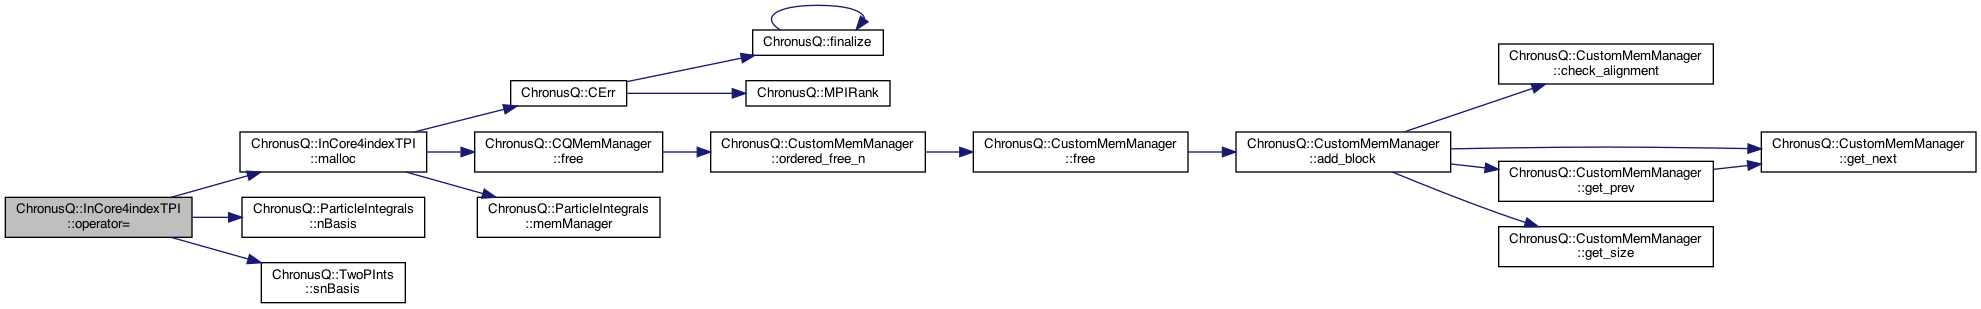 ChronusQ::finalize
ChronusQ::CustomMemManager
::check_alignment
ChronusQ::CErr
ChronusQ::MPIRank
ChronusQ::InCore4indexTPI
::malloc
ChronusQ::CQMemManager
::free
ChronusQ::CustomMemManager
::ordered_free_n
ChronusQ::CustomMemManager
::free
ChronusQ::CustomMemManager
::add_block
ChronusQ::CustomMemManager
::get_next
ChronusQ::CustomMemManager
::get_prev
ChronusQ::InCore4indexTPI
::operator=
ChronusQ::ParticleIntegrals
::nBasis
ChronusQ::ParticleIntegrals
::memManager
ChronusQ::CustomMemManager
::get_size
ChronusQ::TwoPInts
::snBasis